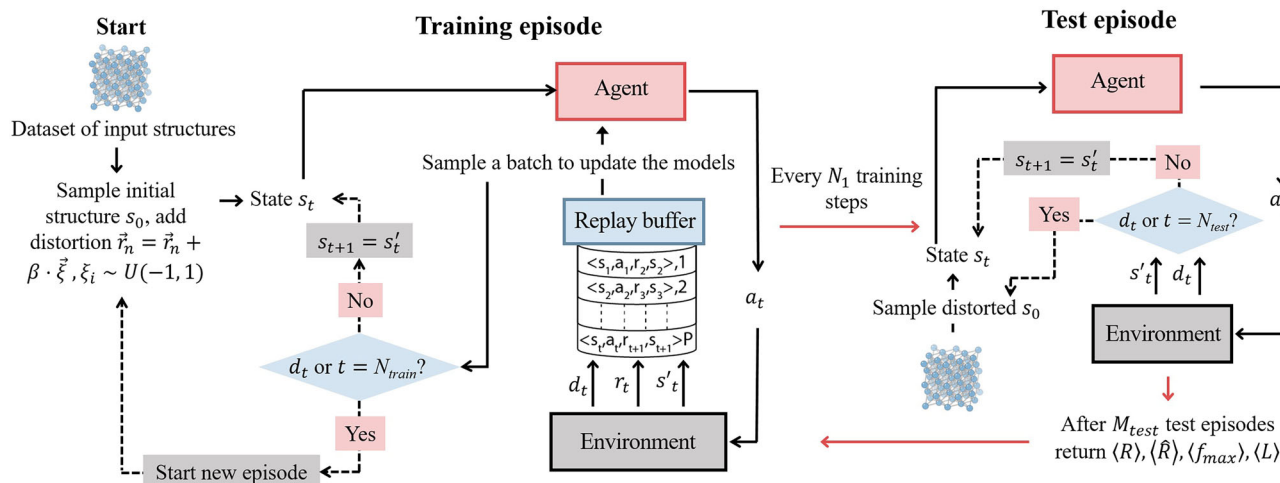 Start
Dataset of input structures
Sample initial
structure s₀, add
distortion r⃗ₙ = r⃗ₙ +
β · ξ⃗ , ξᵢ ~ U(−1, 1)
Training episode
Agent
Sample a batch to update the models
State sₜ
sₜ₊₁ = s′ₜ
No
dₜ or t = N_train?
Yes
Start new episode
Replay buffer
<s₁,a₁,r₂,s₂>,1
<s₂,a₂,r₃,s₃>,2
<sₜ,aₜ,rₜ₊₁,sₜ₊₁>P
dₜ rₜ s′ₜ
Environment
aₜ
Every N₁ training
steps
Test episode
Agent
sₜ₊₁ = s′ₜ
No
Yes
dₜ or t = N_test?
State sₜ
s′ₜ dₜ
Sample distorted s₀
Environment
a
After M_test test episodes
return ⟨R⟩, ⟨R̂⟩, ⟨f_max⟩, ⟨L⟩